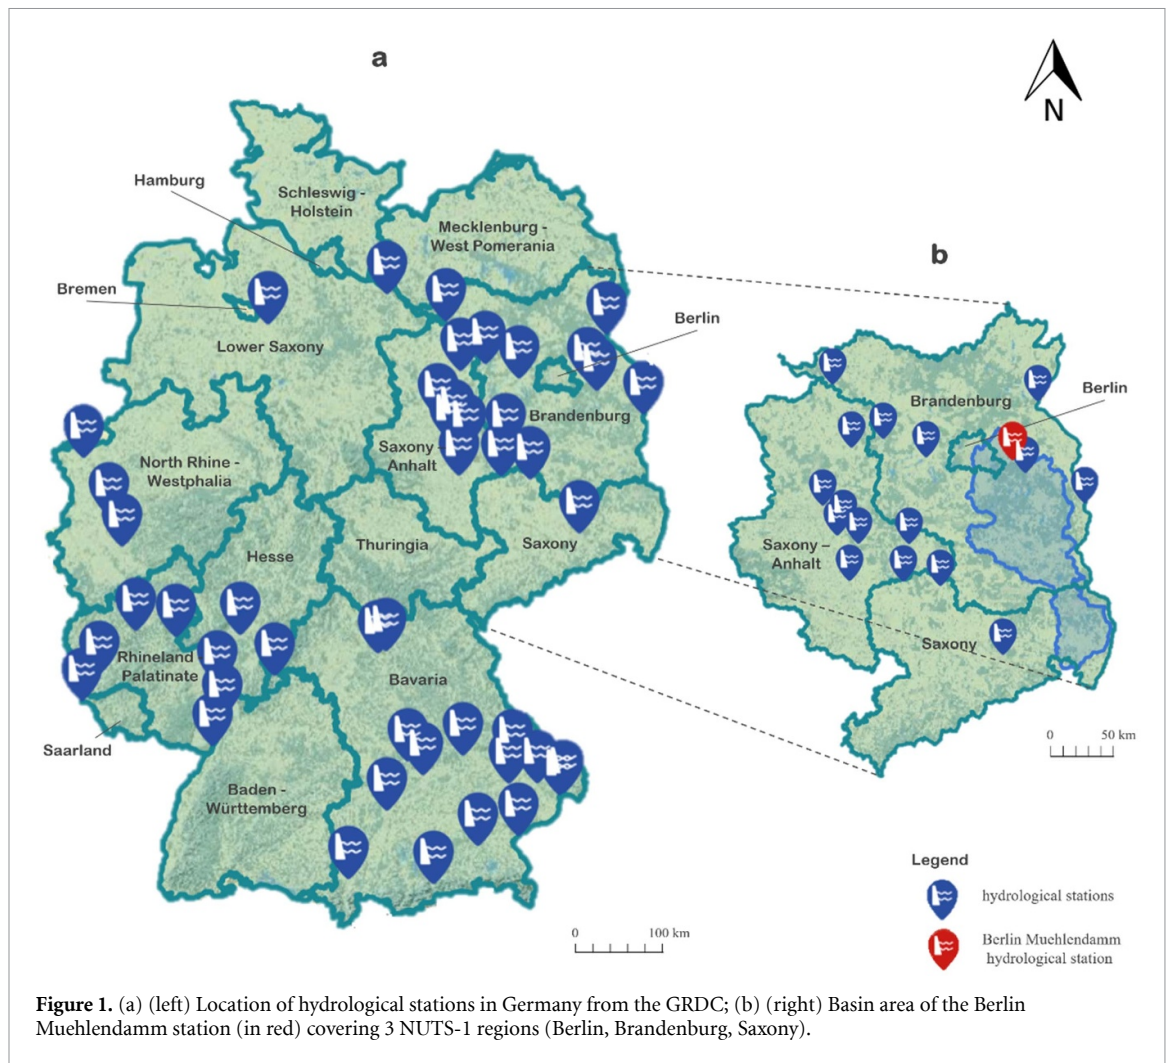 a
N
Hamburg
Schleswig -
Holstein
Mecklenburg -
West Pomerania
b
Bremen
Lower Saxony
Berlin
Brandenburg
Saxony -
Anhalt
North Rhine -
Westphalia
Hesse
Thuringia
Saxony
Rhineland
Palatinate
Bavaria
Saarland
Baden -
Württemberg
0 100 km
Brandenburg
Berlin
Saxony –
Anhalt
Saxony
0 50 km
Legend
hydrological stations
Berlin Muehlendamm
hydrological station
Figure 1. (a) (left) Location of hydrological stations in Germany from the GRDC; (b) (right) Basin area of the Berlin
Muehlendamm station (in red) covering 3 NUTS-1 regions (Berlin, Brandenburg, Saxony).